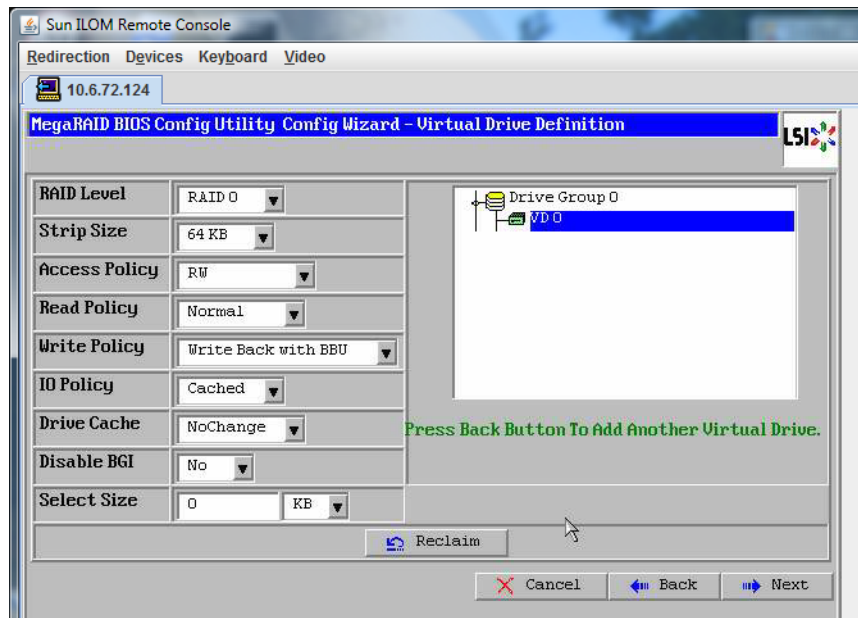 Sun ILOM Remote Console
Redirection Devices Keyboard Video
10.6.72.124
MegaRAID BIOS Config Utility Config Wizard - Virtual Drive Definition
LSI
RAID Level RAID 0
Strip Size 64 KB
Access Policy RW
Read Policy Normal
Write Policy Write Back with BBU
IO Policy Cached
Drive Cache NoChange
Disable BGI No
Select Size 0 KB
Drive Group 0
VD 0
Press Back Button To Add Another Virtual Drive.
Reclaim
Cancel Back Next